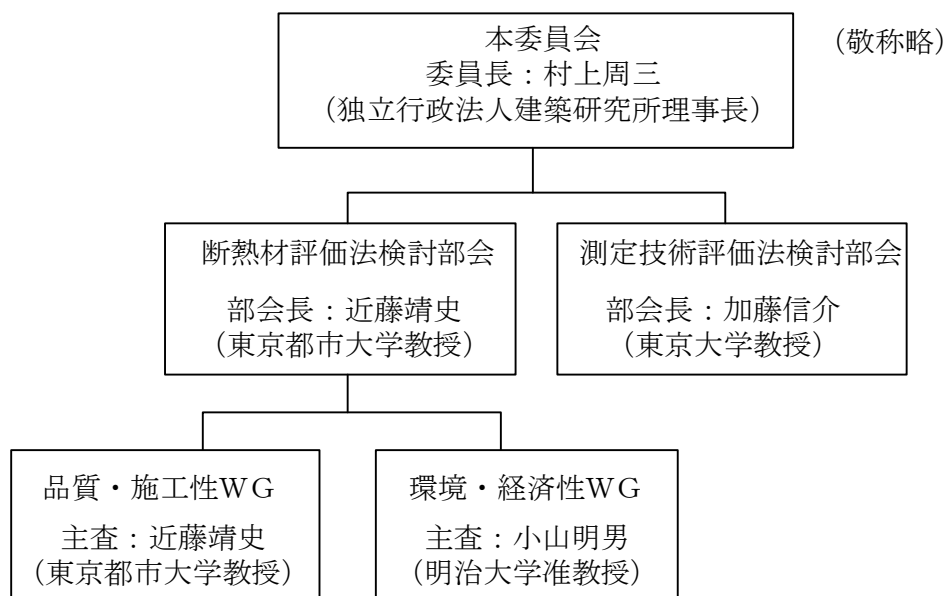 本委員会
委員長：村上周三
（独立行政法人建築研究所理事長）
（敬称略）
断熱材評価法検討部会
部会長：近藤靖史
（東京都市大学教授）
測定技術評価法検討部会
部会長：加藤信介
（東京大学教授）
品質・施工性ＷＧ
主査：近藤靖史
（東京都市大学教授）
環境・経済性ＷＧ
主査：小山明男
（明治大学准教授）